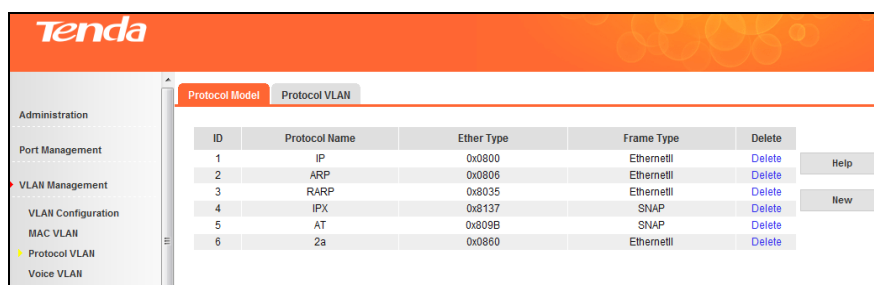 Tenda
Protocol Model Protocol VLAN
Administration
Port Management
VLAN Management
VLAN Configuration
MAC VLAN
Protocol VLAN
Voice VLAN
ID Protocol Name Ether Type Frame Type Delete
1 IP 0x0800 EthernetII Delete
2 ARP 0x0806 EthernetII Delete
3 RARP 0x8035 EthernetII Delete
4 IPX 0x8137 SNAP Delete
5 AT 0x809B SNAP Delete
6 2a 0x0860 EthernetII Delete
Help
New